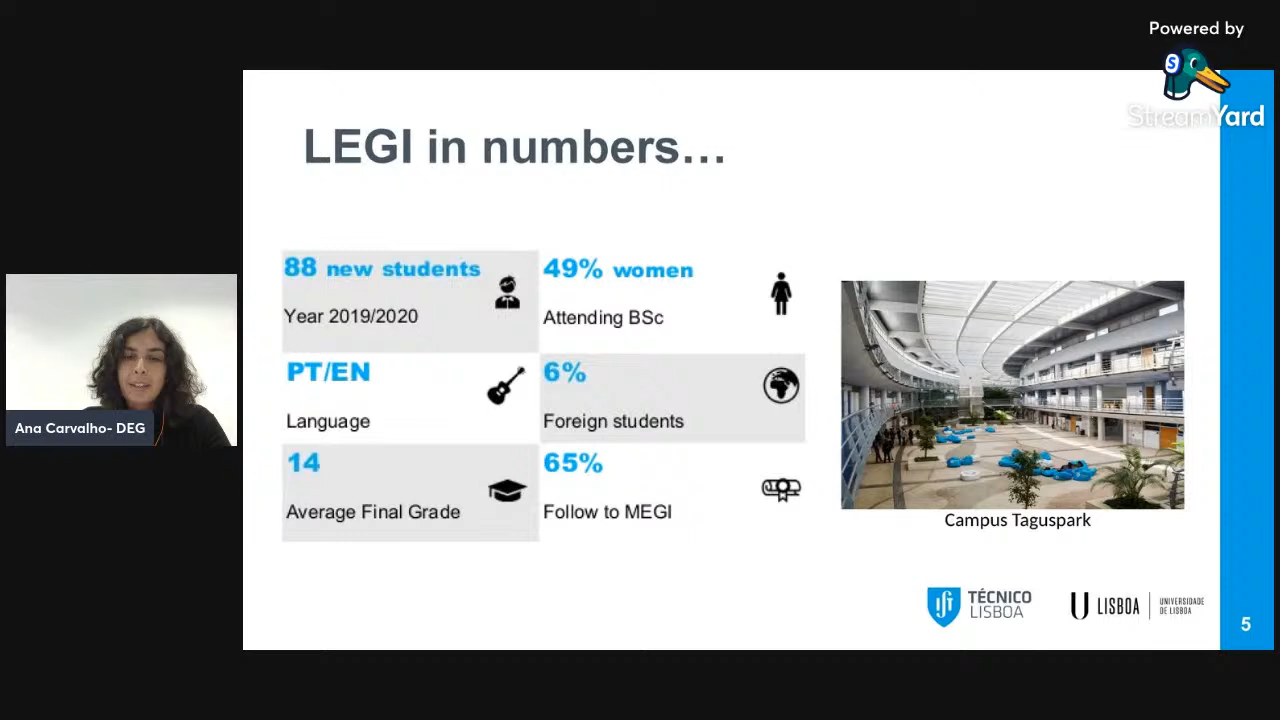 Powered by
StreamYard
LEGI in numbers...
88 new students
Year 2019/2020
49% women
Attending BSc
PT/EN
Language
6%
Foreign students
14
Average Final Grade
65%
Follow to MEGI
Campus Taguspark
Ana Carvalho- DEG
TÉCNICO
LISBOA
U LISBOA
UNIVERSIDADE
DE LISBOA
5